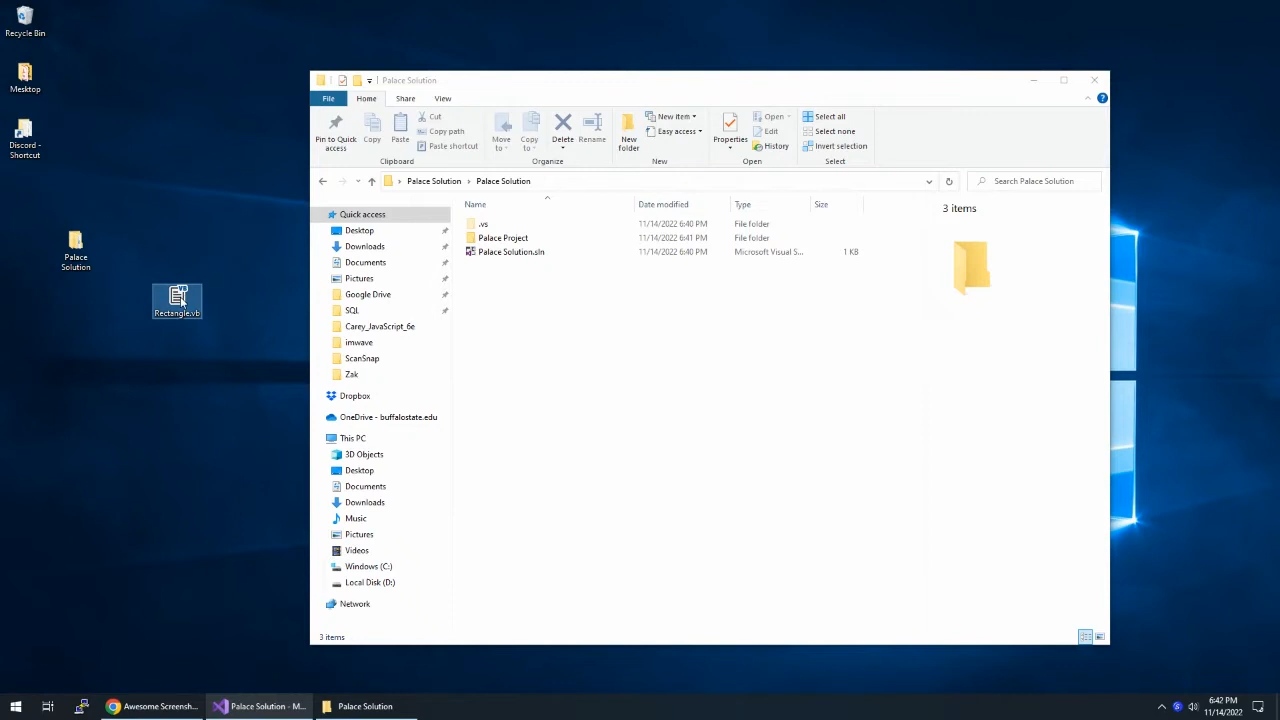 Recycle Bin
Mesktop
Discord -
Shortcut
Palace
Solution
Rectangle.vb
Palace Solution
File
Home
Share
View
Pin to Quick
access
Copy
Paste
Cut
Copy path
Paste shortcut
Clipboard
Move
to
Copy
to
Delete
Rename
Organize
New
folder
New item
Easy access
New
Properties
Open
Edit
History
Open
Select all
Select none
Invert selection
Select
Palace Solution
Palace Solution
Search Palace Solution
Quick access
Desktop
Downloads
Documents
Pictures
Google Drive
SQL
Carey_JavaScript_6e
imwave
ScanSnap
Zak
Dropbox
OneDrive - buffalostate.edu
This PC
3D Objects
Desktop
Documents
Downloads
Music
Pictures
Videos
Windows (C:)
Local Disk (D:)
Network
Name Date modified Type Size
.vs 11/14/2022 6:40 PM File folder
Palace Project 11/14/2022 6:41 PM File folder
Palace Solution.sln 11/14/2022 6:40 PM Microsoft Visual S... 1 KB
3 items
3 items
Awesome Screensh...
Palace Solution - M...
Palace Solution
6:42 PM
11/14/2022